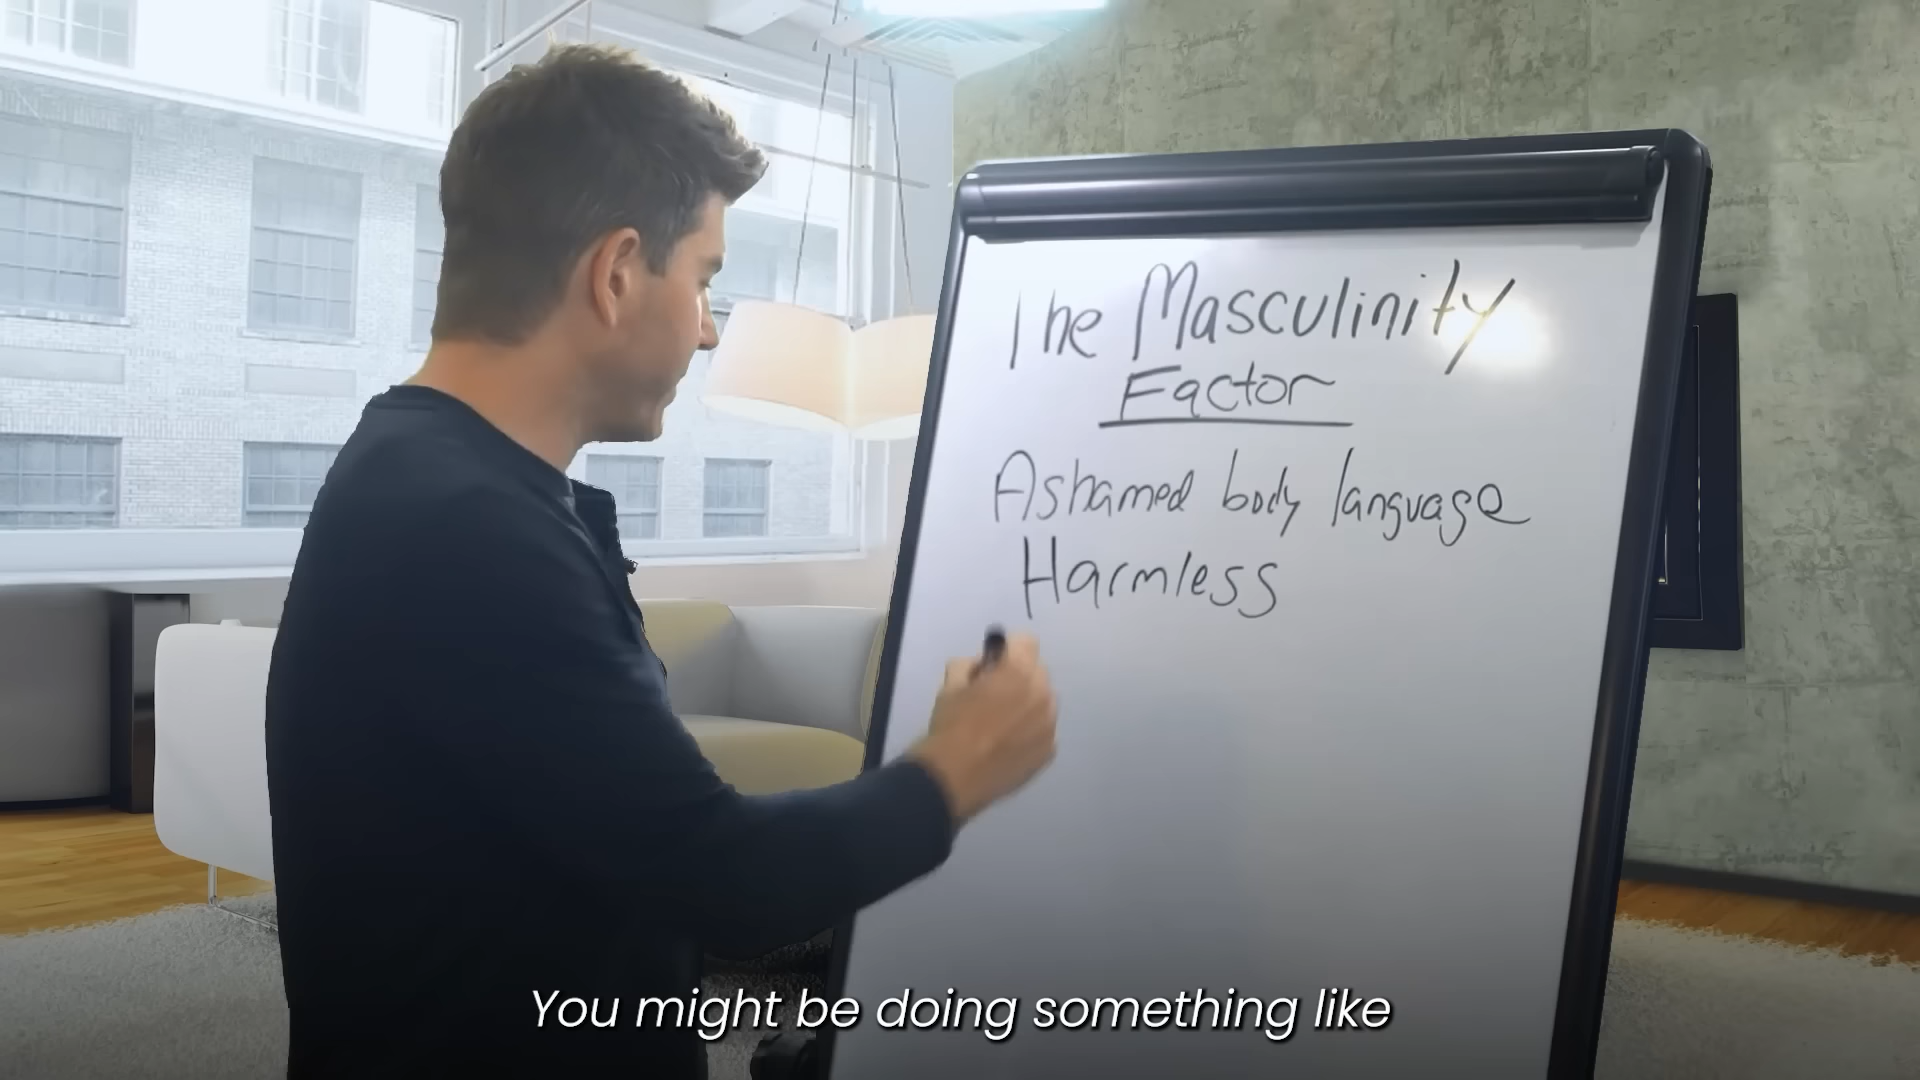 The Masculinity
Factor
Ashamed body language
Harmless
You might be doing something like